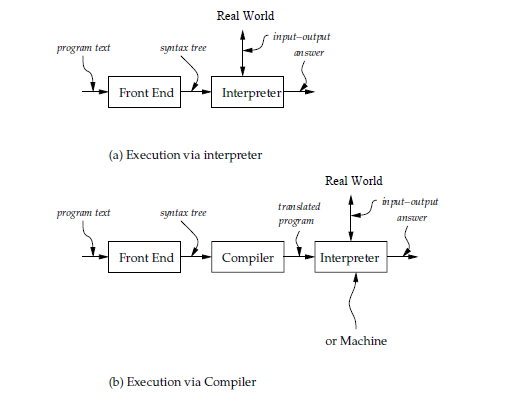 Real World
program text
syntax tree
input–output
answer
Front End
Interpreter
(a) Execution via interpreter
Real World
program text
syntax tree
translated
program
input–output
answer
Front End
Compiler
Interpreter
or Machine
(b) Execution via Compiler